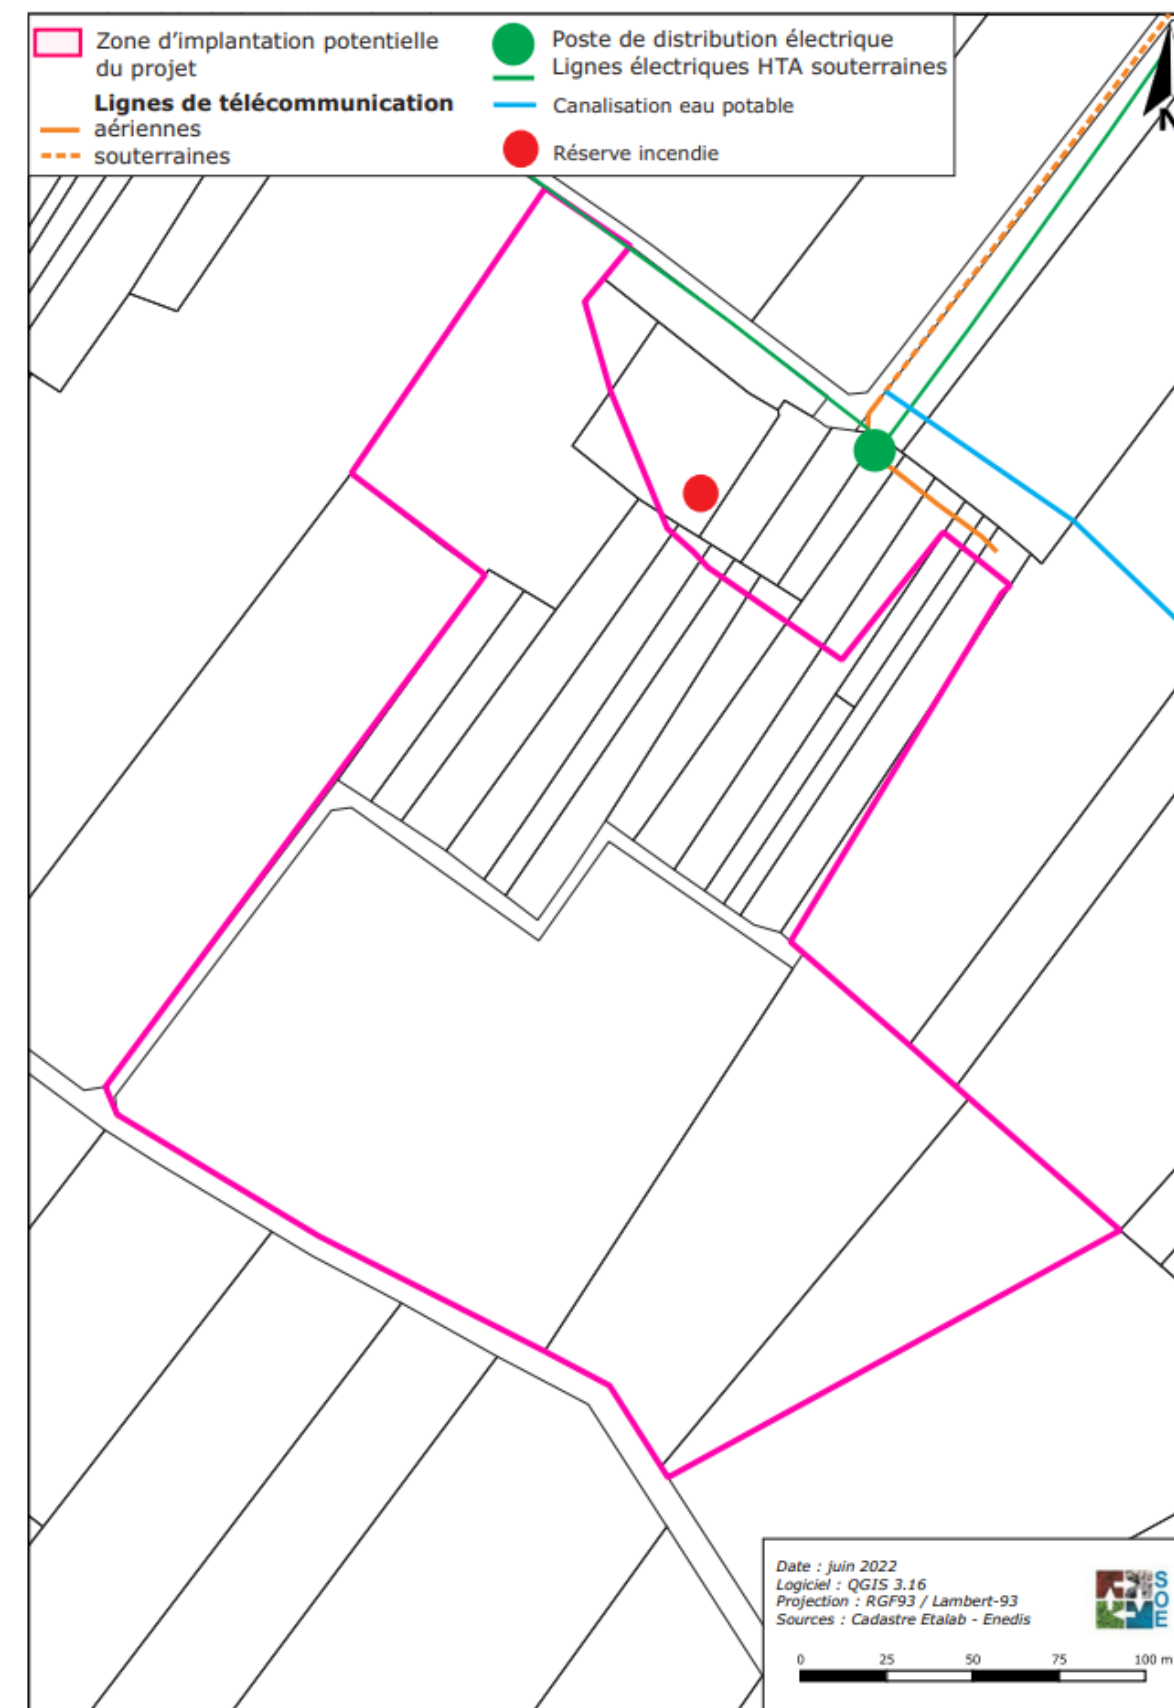 Zone d'implantation potentielle
du projet
Lignes de télécommunication
aériennes
souterraines
Poste de distribution électrique
Lignes électriques HTA souterraines
Canalisation eau potable
Réserve incendie
N
Date : juin 2022
Logiciel : QGIS 3.16
Projection : RGF93 / Lambert-93
Sources : Cadastre Etalab - Enedis
SOE
0 25 50 75 100 m